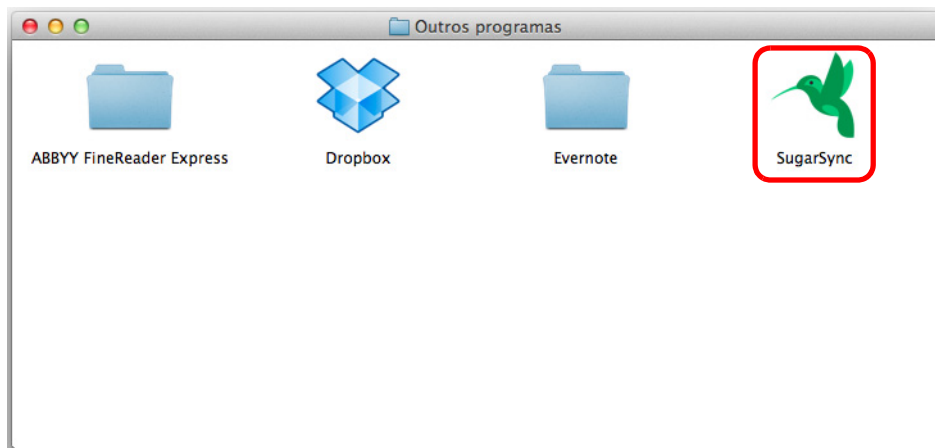 Outros programas
ABBYY FineReader Express
Dropbox
Evernote
SugarSync